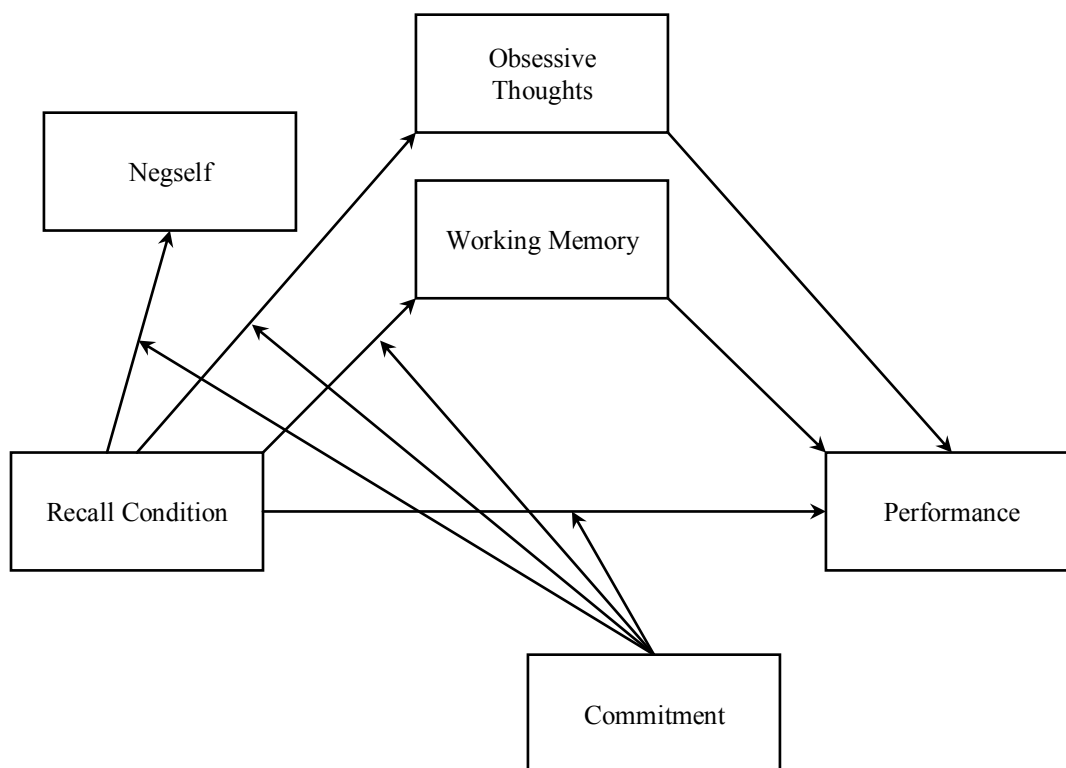 Obsessive
Thoughts
Negself
Working Memory
Recall Condition
Performance
Commitment